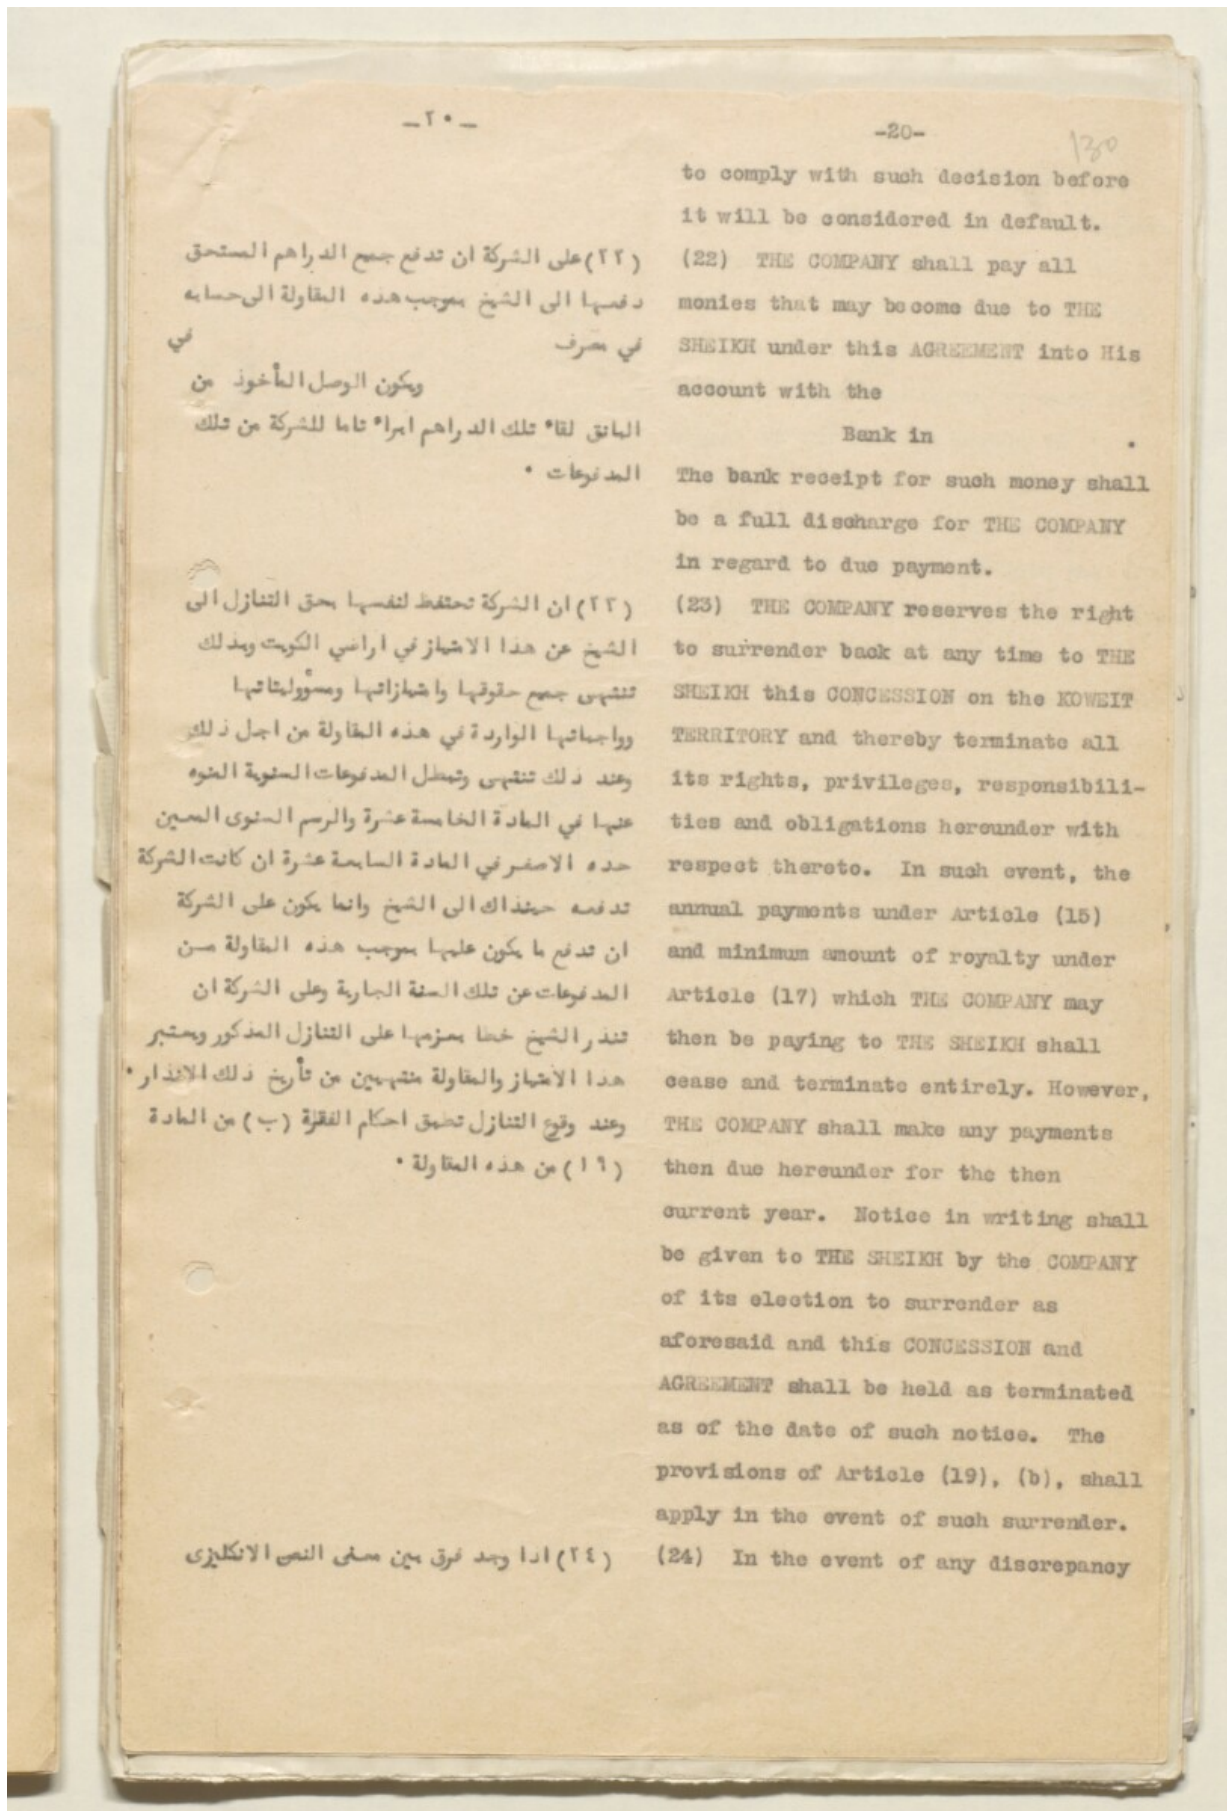 -20-
130
to comply with such decision before
it will be considered in default.
(22) THE COMPANY shall pay all
monies that may become due to THE
SHEIKH under this AGREEMENT into His
account with the
Bank in .
The bank receipt for such money shall
be a full discharge for THE COMPANY
in regard to due payment.
(23) THE COMPANY reserves the right
to surrender back at any time to THE
SHEIKH this CONCESSION on the KOWEIT
TERRITORY and thereby terminate all
its rights, privileges, responsibili-
ties and obligations hereunder with
respect thereto. In such event, the
annual payments under Article (15)
and minimum amount of royalty under
Article (17) which THE COMPANY may
then be paying to THE SHEIKH shall
cease and terminate entirely. However,
THE COMPANY shall make any payments
then due hereunder for the then
current year. Notice in writing shall
be given to THE SHEIKH by the COMPANY
of its election to surrender as
aforesaid and this CONCESSION and
AGREEMENT shall be held as terminated
as of the date of such notice. The
provisions of Article (19), (b), shall
apply in the event of such surrender.
(24) In the event of any discrepancy
_٢٠_
(٢٢) على الشركة ان تدفع جميع الدراهم المستحق
دفعها الى الشيخ بموجب هذه المقاولة الى حسابه
في مصرف في
ويكون الوصل المأخوذ من
البانق لقاء تلك الدراهم ابراء تاما للشركة من تلك
المدفوعات .
(٢٣) ان الشركة تحتفظ لنفسها بحق التنازل الى
الشيخ عن هذا الامتياز في اراضي الكويت وبذلك
تنتهى جميع حقوقها وامتيازاتها ومسؤوليتاتها
وواجباتها الواردة في هذه المقاولة من اجل ذلك
وعند ذلك تنتهى وتبطل المدفوعات السنوية المنوه
عنها في المادة الخامسة عشرة والرسم السنوى المعين
حده الاصغر في المادة السابعة عشرة ان كانت الشركة
تدفعه حينذاك الى الشيخ وانما يكون على الشركة
ان تدفع ما يكون عليها بموجب هذه المقاولة من
المدفوعات عن تلك السنة الجارية وعلى الشركة ان
تنذر الشيخ خطا بعزمها على التنازل المذكور ويعتبر
هذا الامتياز والمقاولة منتهيين من تأريخ ذلك الانذار .
وعند وقوع التنازل تطبق احكام الفقرة (ب) من المادة
(١٩) من هذه المقاولة .
(٢٤) اذا وجد فرق بين معنى النص الانكليزى